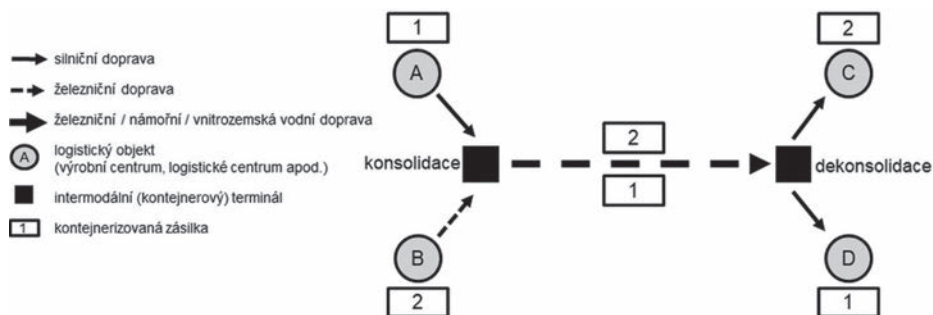 silniční doprava
železniční doprava
železniční / námořní / vnitrozemská vodní doprava
A
logistický objekt
(výrobní centrum, logistické centrum apod.)
intermodální (kontejnerový) terminál
1
kontejnerizovaná zásilka
1
A
konsolidace
B
2
2
1
2
C
dekonsolidace
D
1